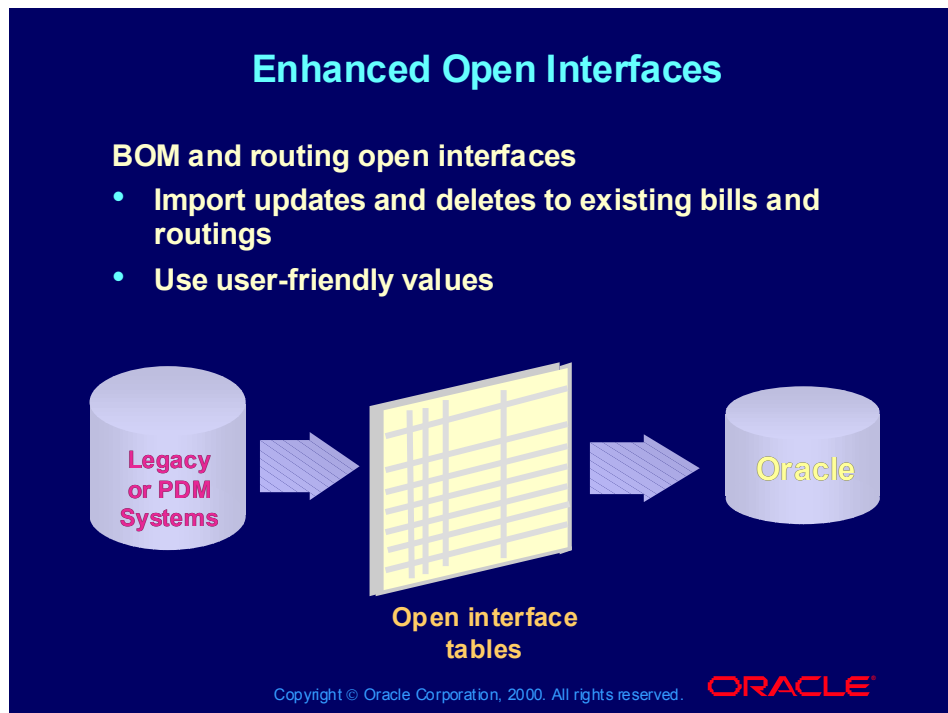 Enhanced Open Interfaces
BOM and routing open interfaces
• Import updates and deletes to existing bills and
routings
• Use user-friendly values
Legacy
or PDM
Systems
Oracle
Open interface
tables
Copyright © Oracle Corporation, 2000. All rights reserved.
ORACLE®